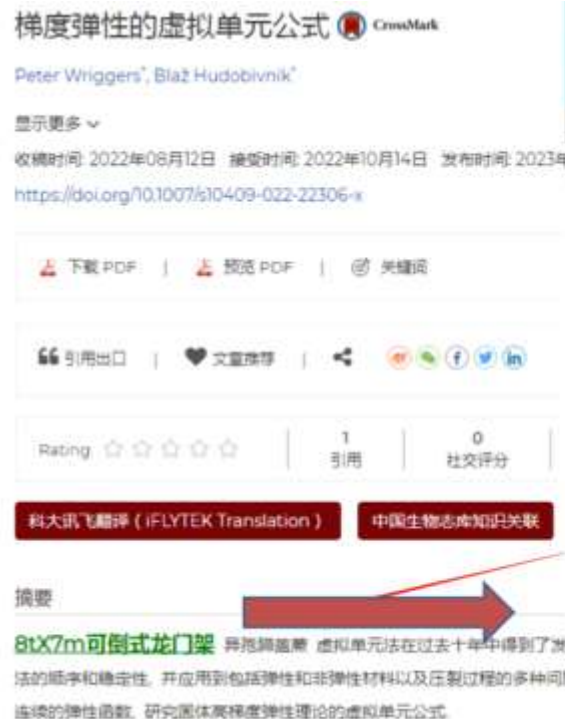 梯度弹性的虚拟单元公式 CrossMark
Peter Wriggers*, Blaž Hudobivnik*
显示更多
收稿时间: 2022年08月12日 接受时间: 2022年10月14日 发布时间: 2023年
https://doi.org/10.1007/s10409-022-22306-x
下载 PDF | 预览 PDF | 关键词
引用出口 | 文章推荐 |
Rating
1
引用
0
社交评分
科大讯飞翻译 ( iFLYTEK Translation ) 中国生物志库知识关联
摘要
8tX7m可倒式龙门架 虚拟单元法在过去十年中得到了发
法的顺序和稳定性, 并应用到包括弹性和非弹性材料以及压裂过程的多种问
连续的弹性函数, 研究固体高梯度弹性理论的虚拟单元公式